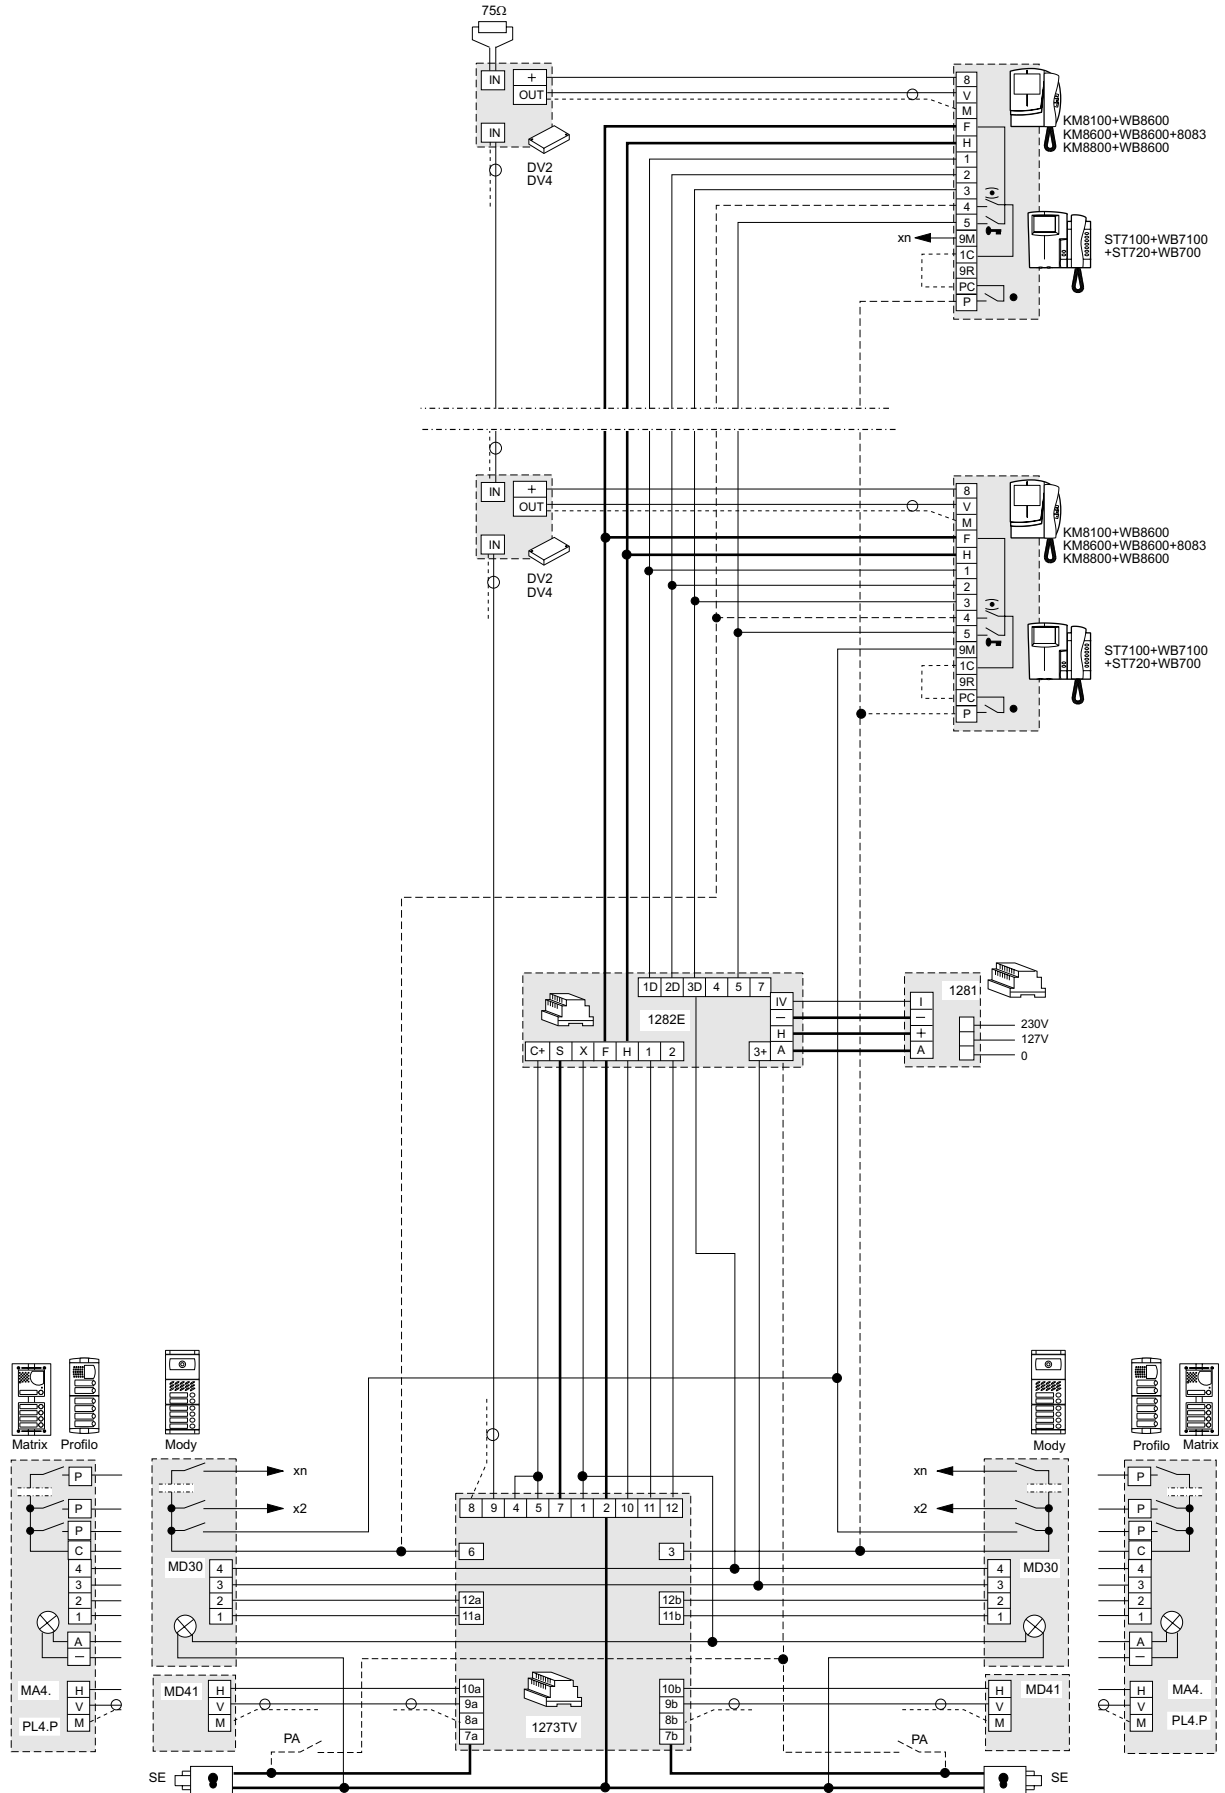 75Ω
IN
+
OUT
IN
DV2
DV4
8
V
M
F
H
1
2
3
4
5
9M
1C
9R
PC
P
xn
KM8100+WB8600
KM8600+WB8600+8083
KM8800+WB8600
ST7100+WB7100
+ST720+WB700
IN
+
OUT
IN
DV2
DV4
8
V
M
F
H
1
2
3
4
5
9M
1C
9R
PC
P
KM8100+WB8600
KM8600+WB8600+8083
KM8800+WB8600
ST7100+WB7100
+ST720+WB700
1D 2D 3D 4 5 7
1282E
IV
–
H
3+ A
C+ S X F H 1 2
1281
I
–
+
A
230V
127V
0
Matrix Profilo
Mody
Mody
Profilo Matrix
P
P
P
C
4
3
2
1
A
–
MA4.
PL4.P
H
V
M
xn
x2
MD30
4
3
2
1
MD41
H
V
M
8 9 4 5 7 1 2 10 11 12
6
3
12a
11a
12b
11b
10a
9a
8a
7a
1273TV
10b
9b
8b
7b
xn
x2
MD30
4
3
2
1
MD41
H
V
M
P
P
P
C
4
3
2
1
A
–
H
V
M
MA4.
PL4.P
PA
PA
SE
SE